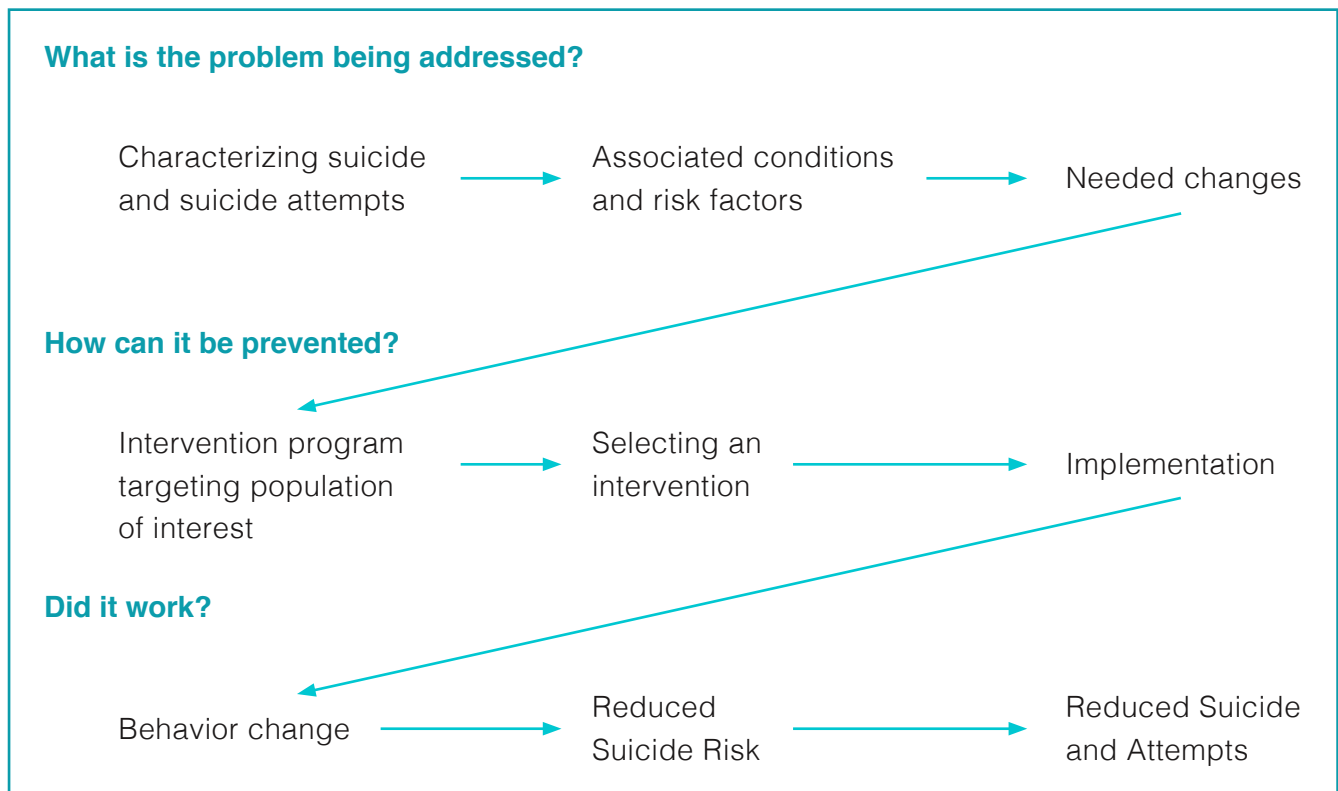 What is the problem being addressed?
Characterizing suicide
and suicide attempts
Associated conditions
and risk factors
Needed changes
How can it be prevented?
Intervention program
targeting population
of interest
Selecting an
intervention
Implementation
Did it work?
Behavior change
Reduced
Suicide Risk
Reduced Suicide
and Attempts